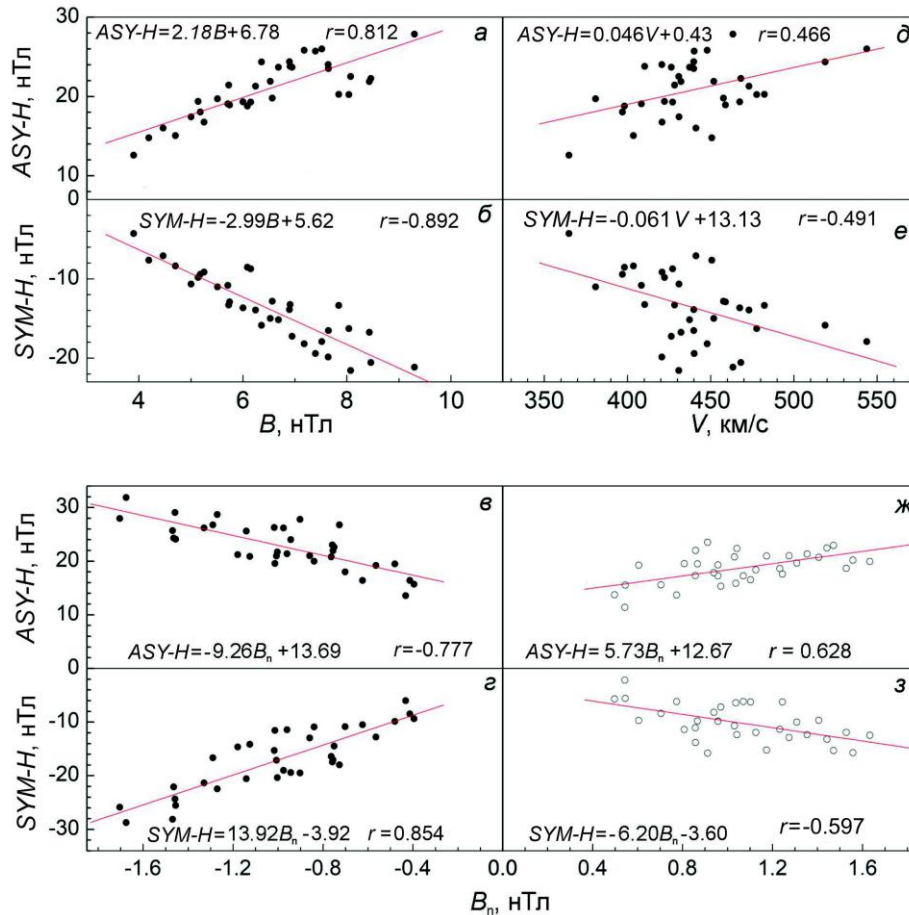 ASY-H=2.18B+6.78 r=0.812 а
ASY-H, нТл
30
20
10
0
ASY-H=0.046V+0.43 r=0.466 д
SYM-H=-2.99B+5.62 r=-0.892
б
SYM-H, нТл
-10
-20
SYM-H=-0.061V+13.13 r=-0.491
е
4 6 8 10
B, нТл
350 400 450 500 550
V, км/с
в
ASY-H, нТл
30
20
10
0
ASY-H=-9.26Bn+13.69 r=-0.777
ж
ASY-H= 5.73Bn+12.67 r = 0.628
г
SYM-H, нТл
-10
-20
-30
SYM-H=13.92Bn-3.92 r=0.854
з
SYM-H=-6.20Bn-3.60 r=-0.597
-1.6 -1.2 -0.8 -0.4 0.0 0.4 0.8 1.2 1.6
Bn, нТл